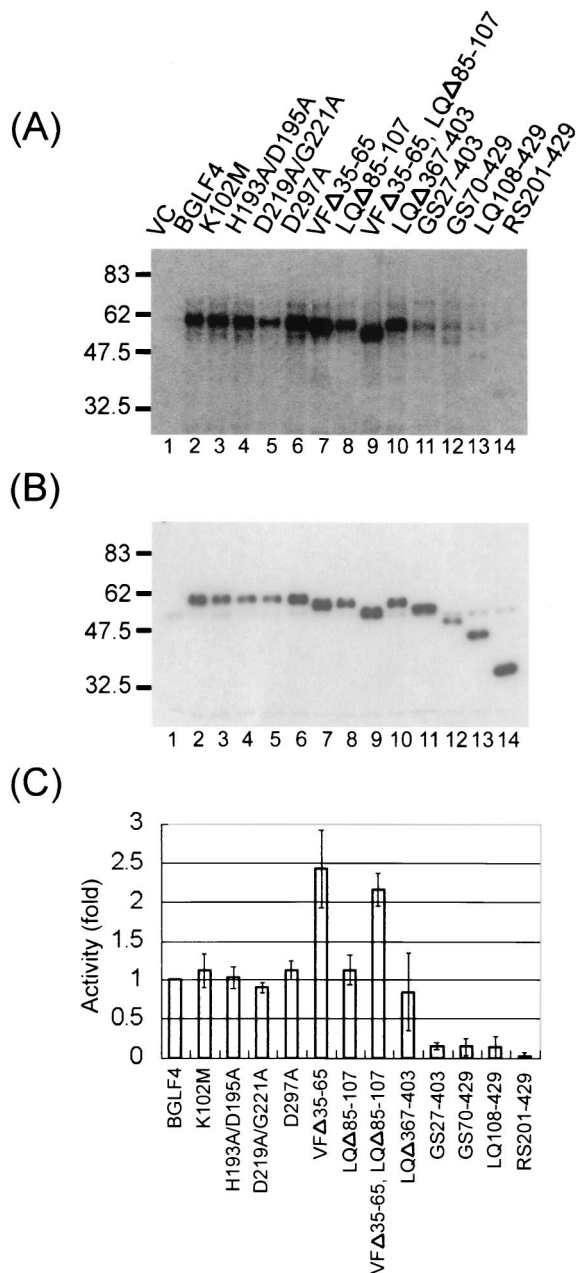 (A)
VC
BGLF4
K102M
H193A/D195A
D219A/G221A
D297A
VFΔ35-65
LQΔ85-107
VFΔ35-65, LQΔ85-107
LQΔ367-403
GS27-403
GS70-429
LQ108-429
RS201-429
83
62
47.5
32.5
1 2 3 4 5 6 7 8 9 10 11 12 13 14
(B)
83
62
47.5
32.5
1 2 3 4 5 6 7 8 9 10 11 12 13 14
(C)
Activity (fold)
3
2.5
2
1.5
1
0.5
0
BGLF4
K102M
H193A/D195A
D219A/G221A
D297A
VFΔ35-65
LQΔ85-107
VFΔ35-65, LQΔ85-107
LQΔ367-403
GS27-403
GS70-429
LQ108-429
RS201-429